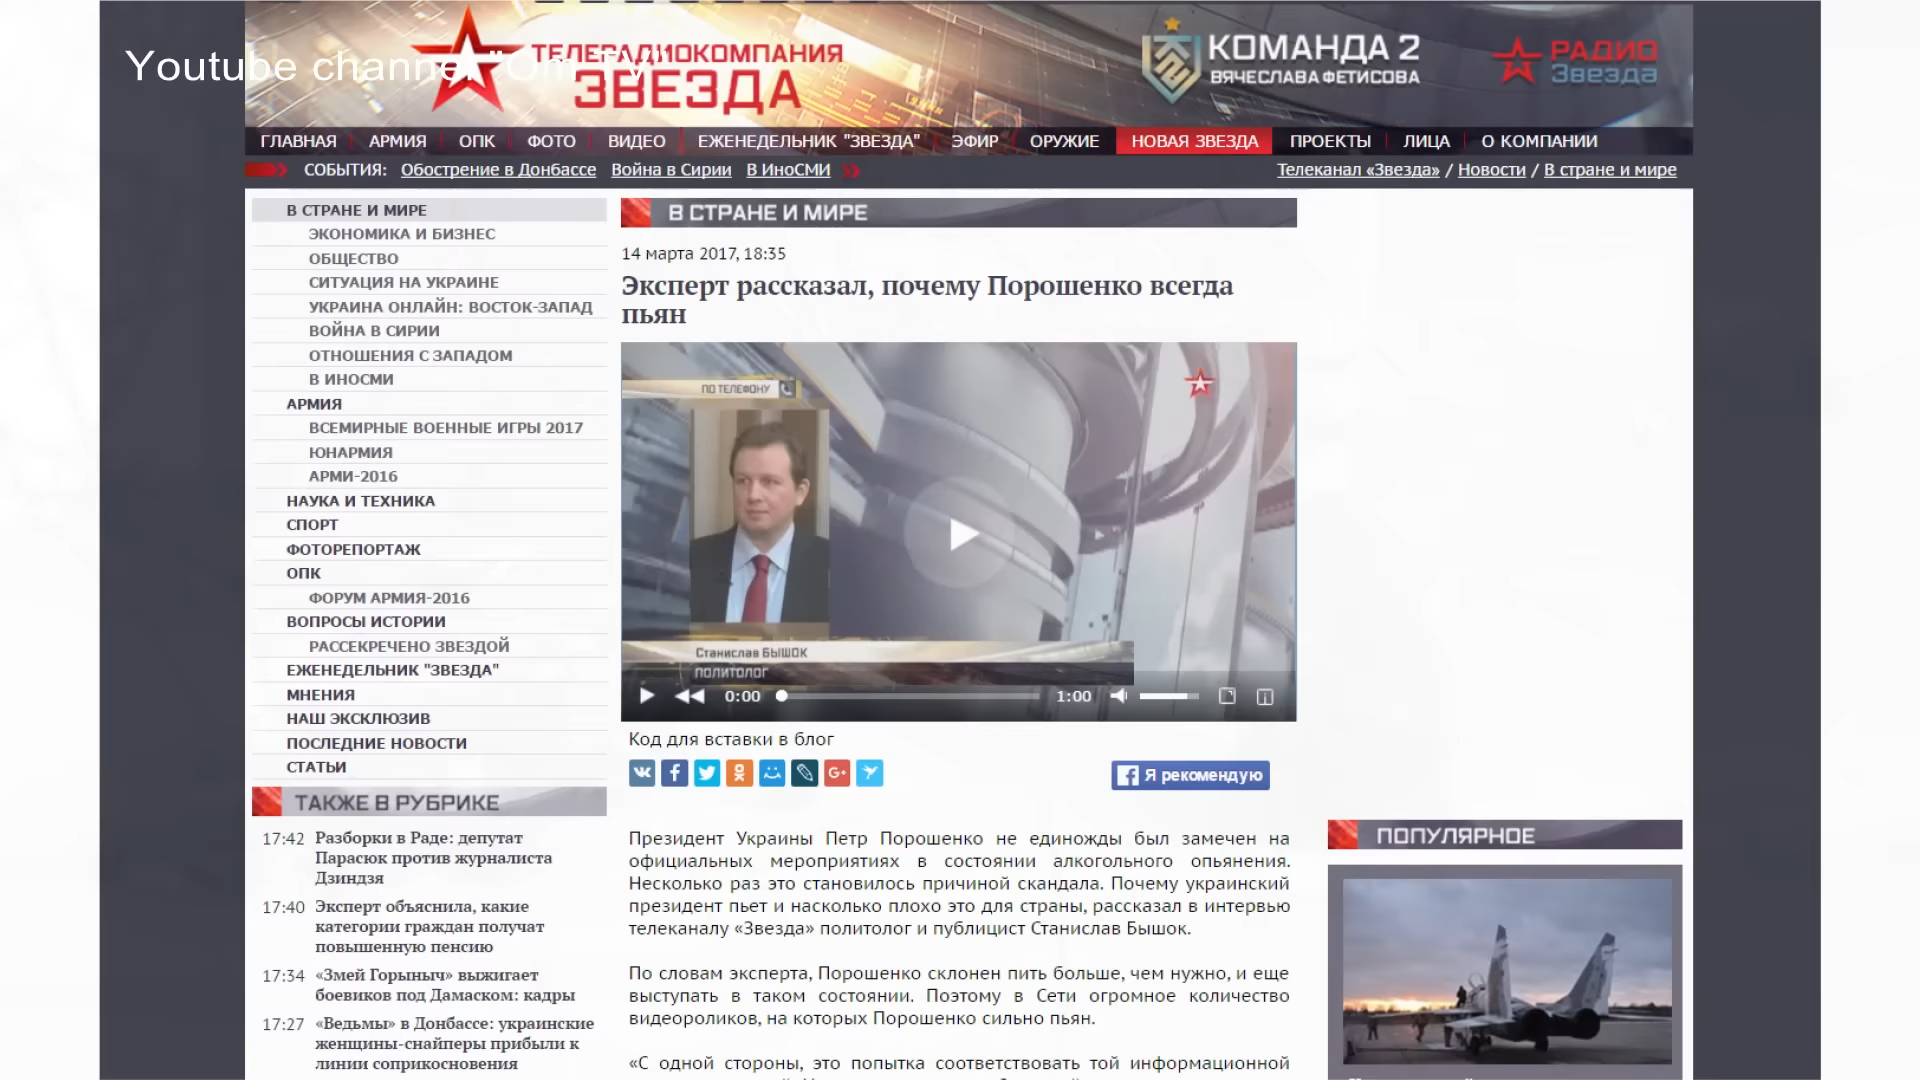 Youtube channel "Om TV"
ТЕЛЕРАДИОКОМПАНИЯ
ЗВЕЗДА
КОМАНДА 2
ВЯЧЕСЛАВА ФЕТИСОВА
РАДИО
Звезда
ГЛАВНАЯ АРМИЯ ОПК ФОТО ВИДЕО ЕЖЕНЕДЕЛЬНИК "ЗВЕЗДА" ЭФИР ОРУЖИЕ НОВАЯ ЗВЕЗДА ПРОЕКТЫ ЛИЦА О КОМПАНИИ
СОБЫТИЯ: Обострение в Донбассе Война в Сирии В ИноСМИ
Телеканал «Звезда» / Новости / В стране и мире
В СТРАНЕ И МИРЕ
ЭКОНОМИКА И БИЗНЕС
ОБЩЕСТВО
СИТУАЦИЯ НА УКРАИНЕ
УКРАИНА ОНЛАЙН: ВОСТОК-ЗАПАД
ВОЙНА В СИРИИ
ОТНОШЕНИЯ С ЗАПАДОМ
В ИНОСМИ
АРМИЯ
ВСЕМИРНЫЕ ВОЕННЫЕ ИГРЫ 2017
ЮНАРМИЯ
АРМИ-2016
НАУКА И ТЕХНИКА
СПОРТ
ФОТОРЕПОРТАЖ
ОПК
ФОРУМ АРМИЯ-2016
ВОПРОСЫ ИСТОРИИ
РАССЕКРЕЧЕНО ЗВЕЗДОЙ
ЕЖЕНЕДЕЛЬНИК "ЗВЕЗДА"
МНЕНИЯ
НАШ ЭКСКЛЮЗИВ
ПОСЛЕДНИЕ НОВОСТИ
СТАТЬИ
ТАКЖЕ В РУБРИКЕ
17:42 Разборки в Раде: депутат
Парасюк против журналиста
Дзиндзя
17:40 Эксперт объяснила, какие
категории граждан получат
повышенную пенсию
17:34 «Змей Горыныч» выжигает
боевиков под Дамаском: кадры
17:27 «Ведьмы» в Донбассе: украинские
женщины-снайперы прибыли к
линии соприкосновения
В СТРАНЕ И МИРЕ
14 марта 2017, 18:35
Эксперт рассказал, почему Порошенко всегда
пьян
ПО ТЕЛЕФОНУ
Станислав БЫШОК
ПОЛИТОЛОГ
0:00 1:00
Код для вставки в блог
Я рекомендую
Президент Украины Петр Порошенко не единожды был замечен на
официальных мероприятиях в состоянии алкогольного опьянения.
Несколько раз это становилось причиной скандала. Почему украинский
президент пьет и насколько плохо это для страны, рассказал в интервью
телеканалу «Звезда» политолог и публицист Станислав Бышок.
По словам эксперта, Порошенко склонен пить больше, чем нужно, и еще
выступать в таком состоянии. Поэтому в Сети огромное количество
видеороликов, на которых Порошенко сильно пьян.
«С одной стороны, это попытка соответствовать той информационной
ПОПУЛЯРНОЕ